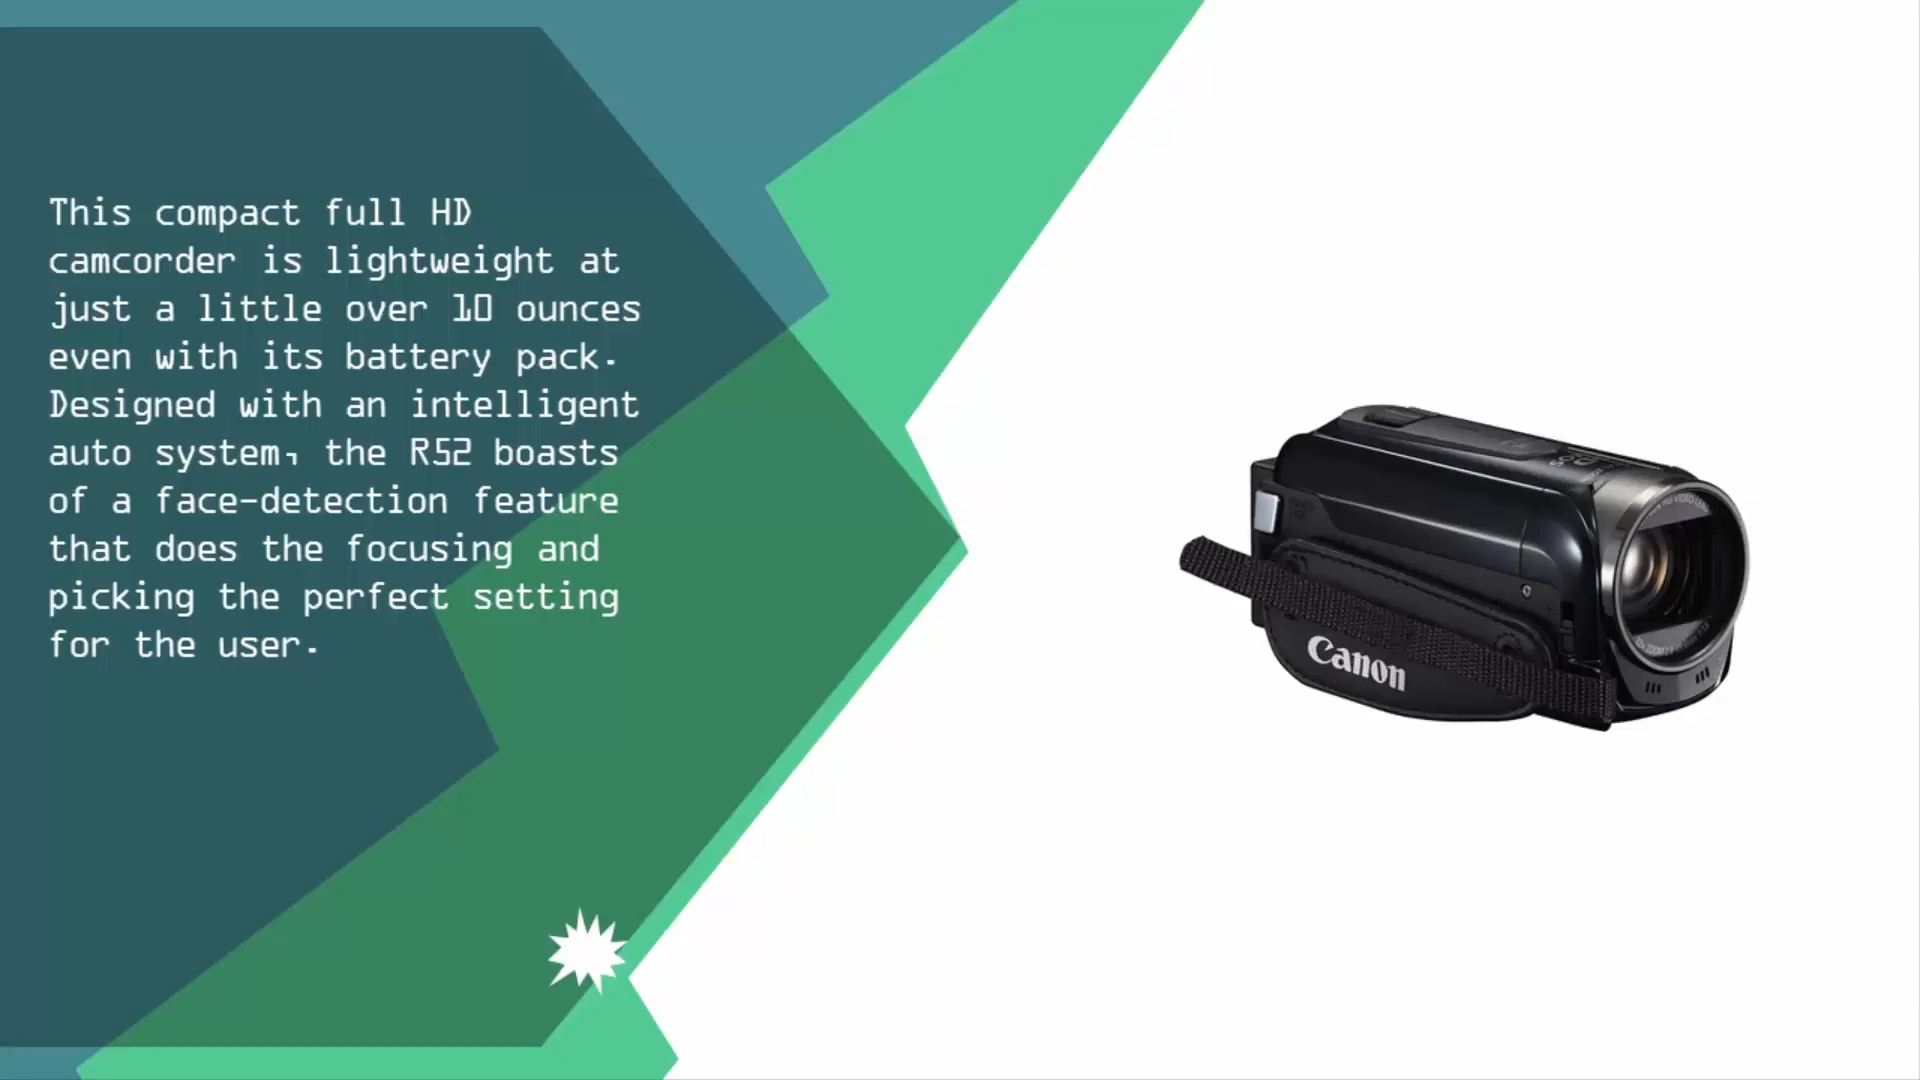 This compact full HD
camcorder is lightweight at
just a little over 10 ounces
even with its battery pack.
Designed with an intelligent
auto system, the R52 boasts
of a face-detection feature
that does the focusing and
picking the perfect setting
for the user.
Canon